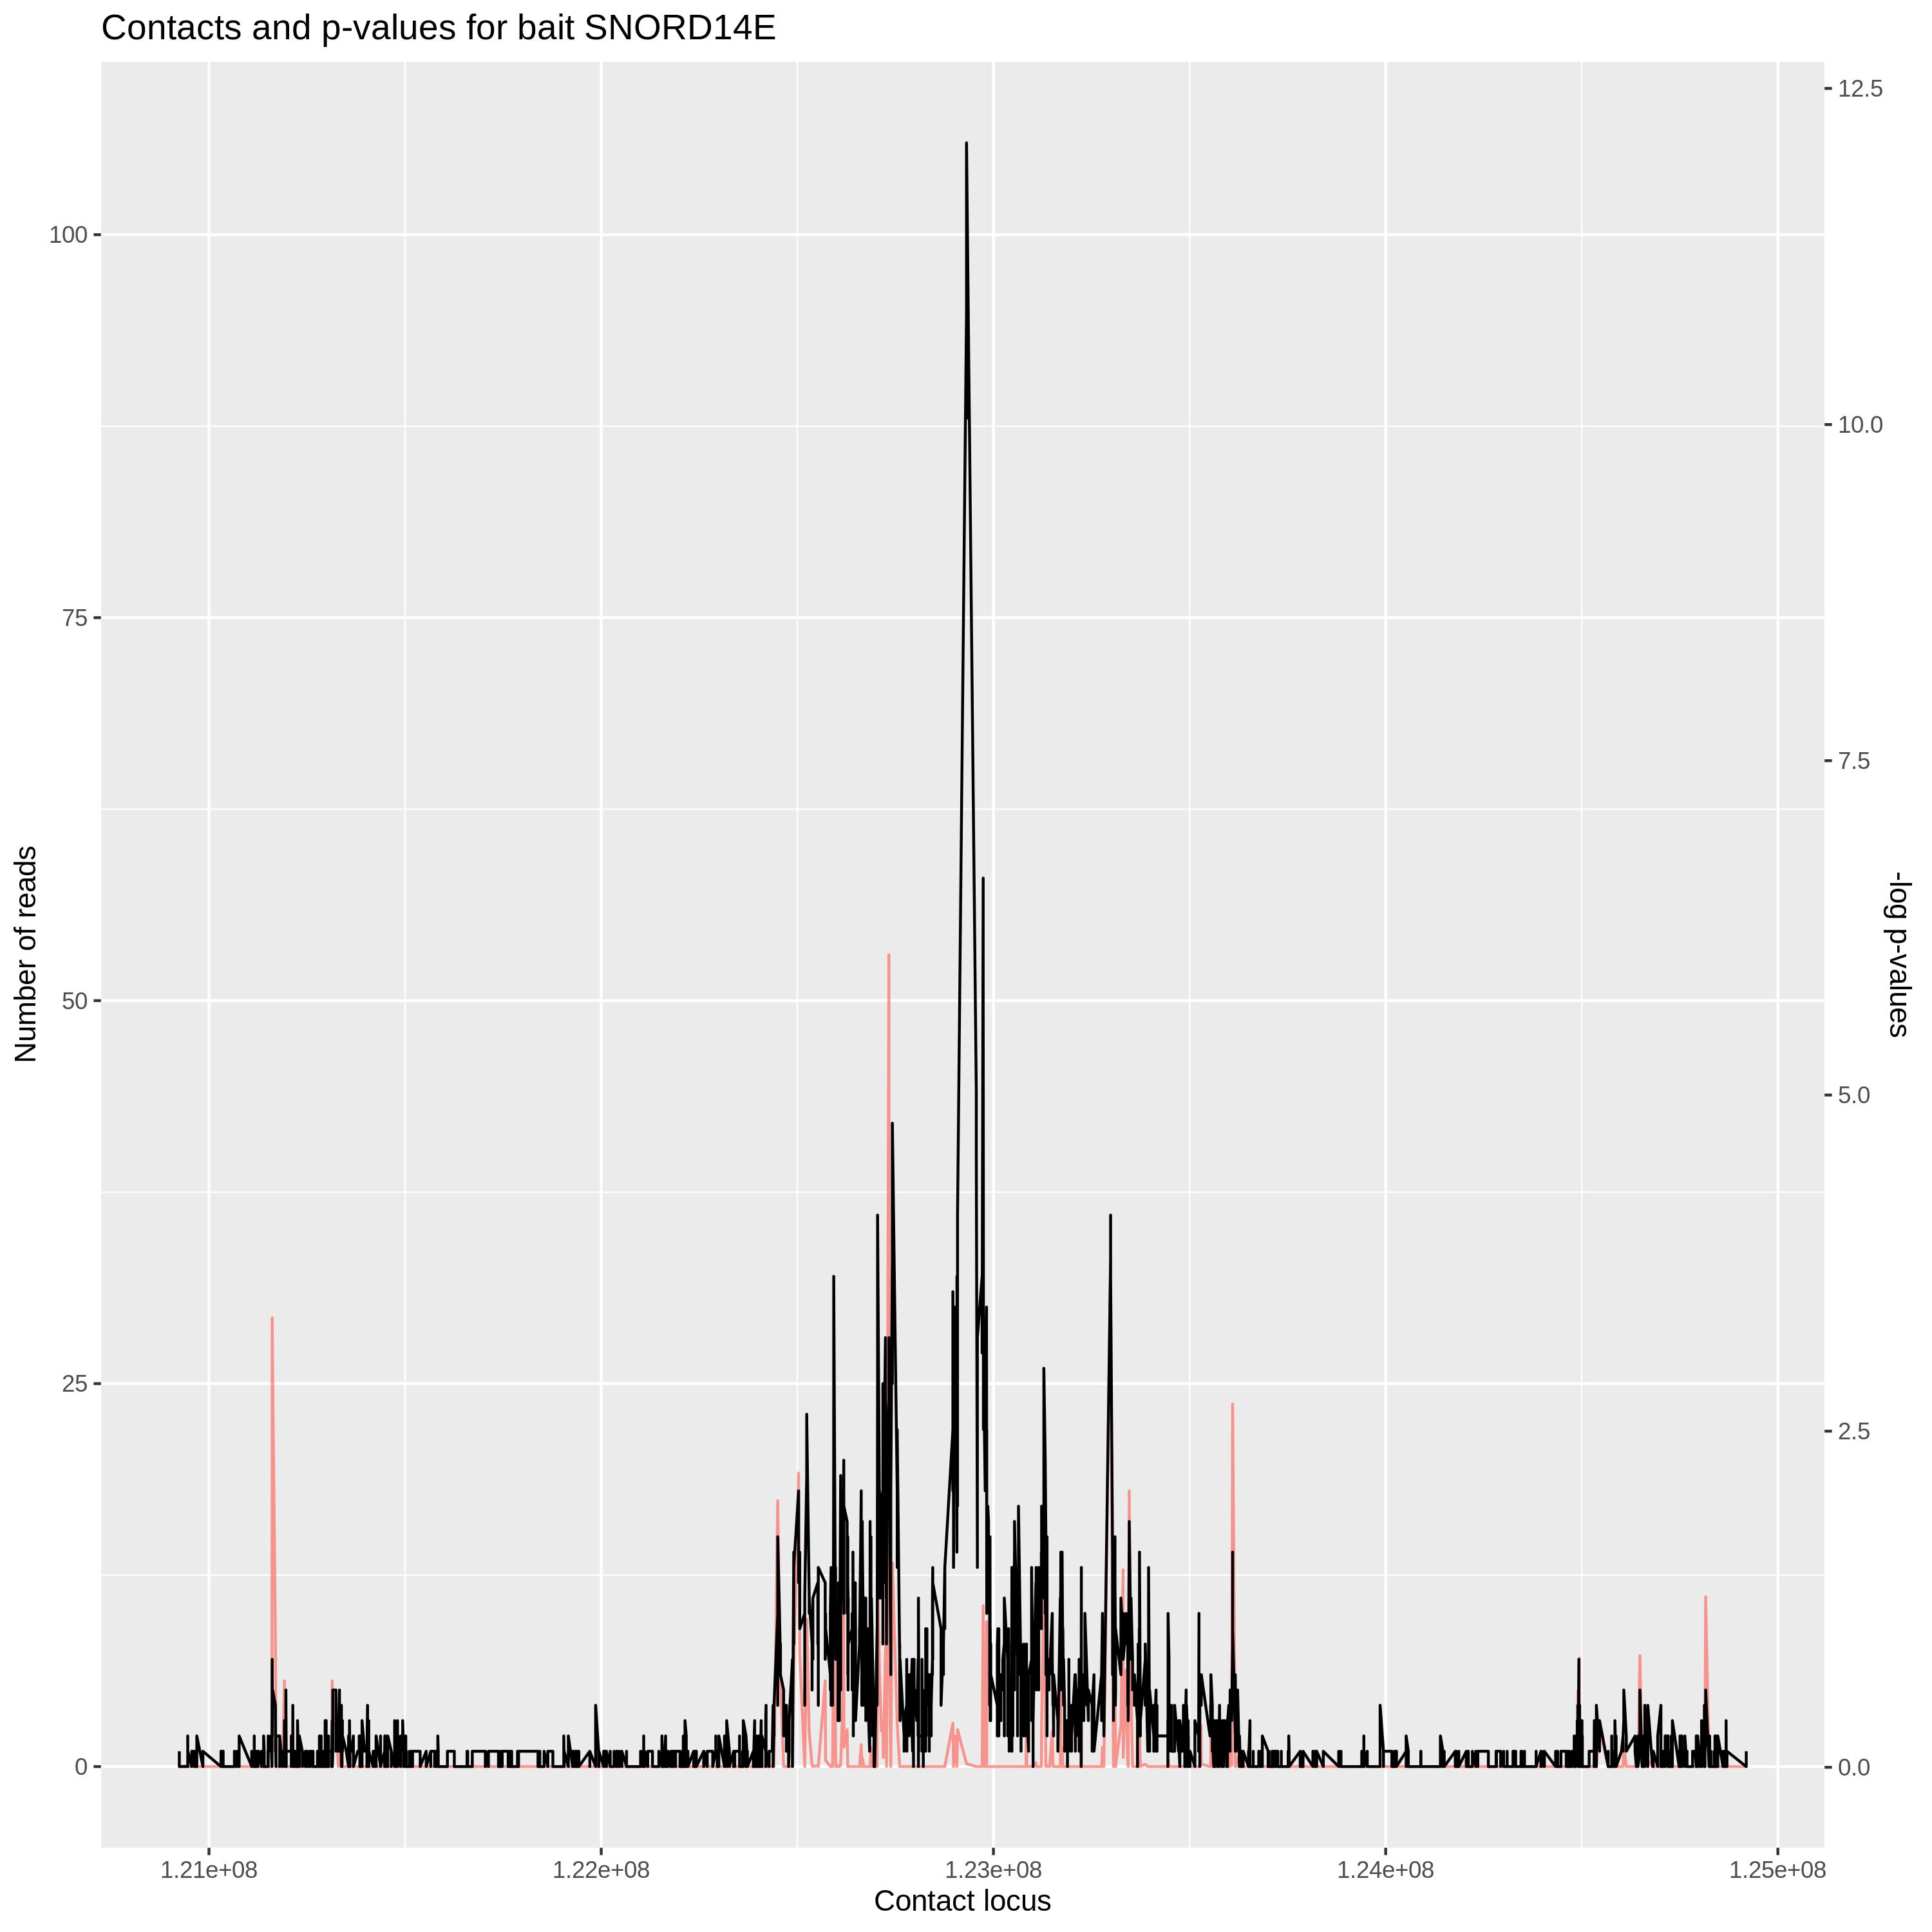 Contacts and p-values for bait SNORD14E
12.5
100
10.0
75
7.5
Number of reads
-log p-values
50
5.0
25
2.5
0
0.0
1.21e+08
1.22e+08
1.23e+08
1.24e+08
1.25e+08
Contact locus